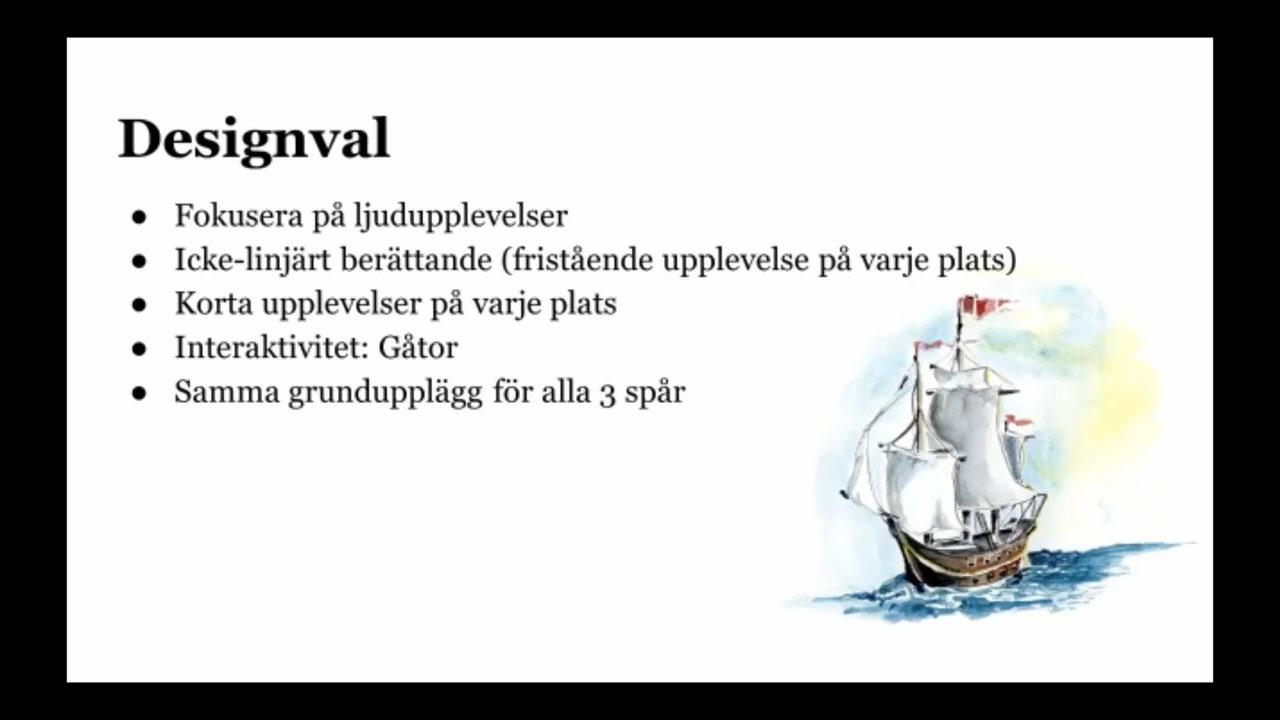 Designval
● Fokusera på ljudupplevelser
● Icke-linjärt berättande (fristående upplevelse på varje plats)
● Korta upplevelser på varje plats
● Interaktivitet: Gåtor
● Samma grundupplägg för alla 3 spår